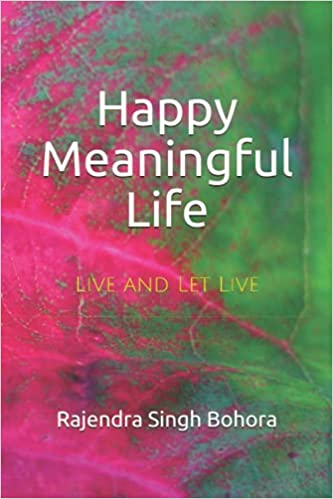 Happy
Meaningful
Life
LIVE AND LET LIVE
Rajendra Singh Bohora